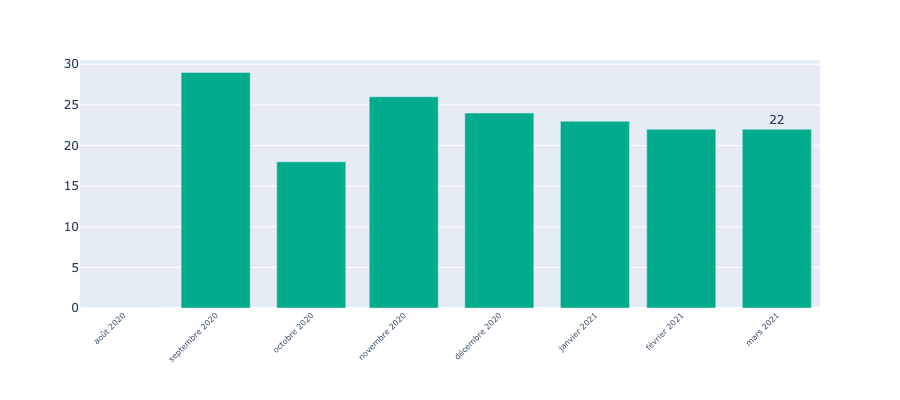 30
25
20
15
10
5
0
22
août 2020
septembre 2020
octobre 2020
novembre 2020
décembre 2020
janvier 2021
février 2021
mars 2021